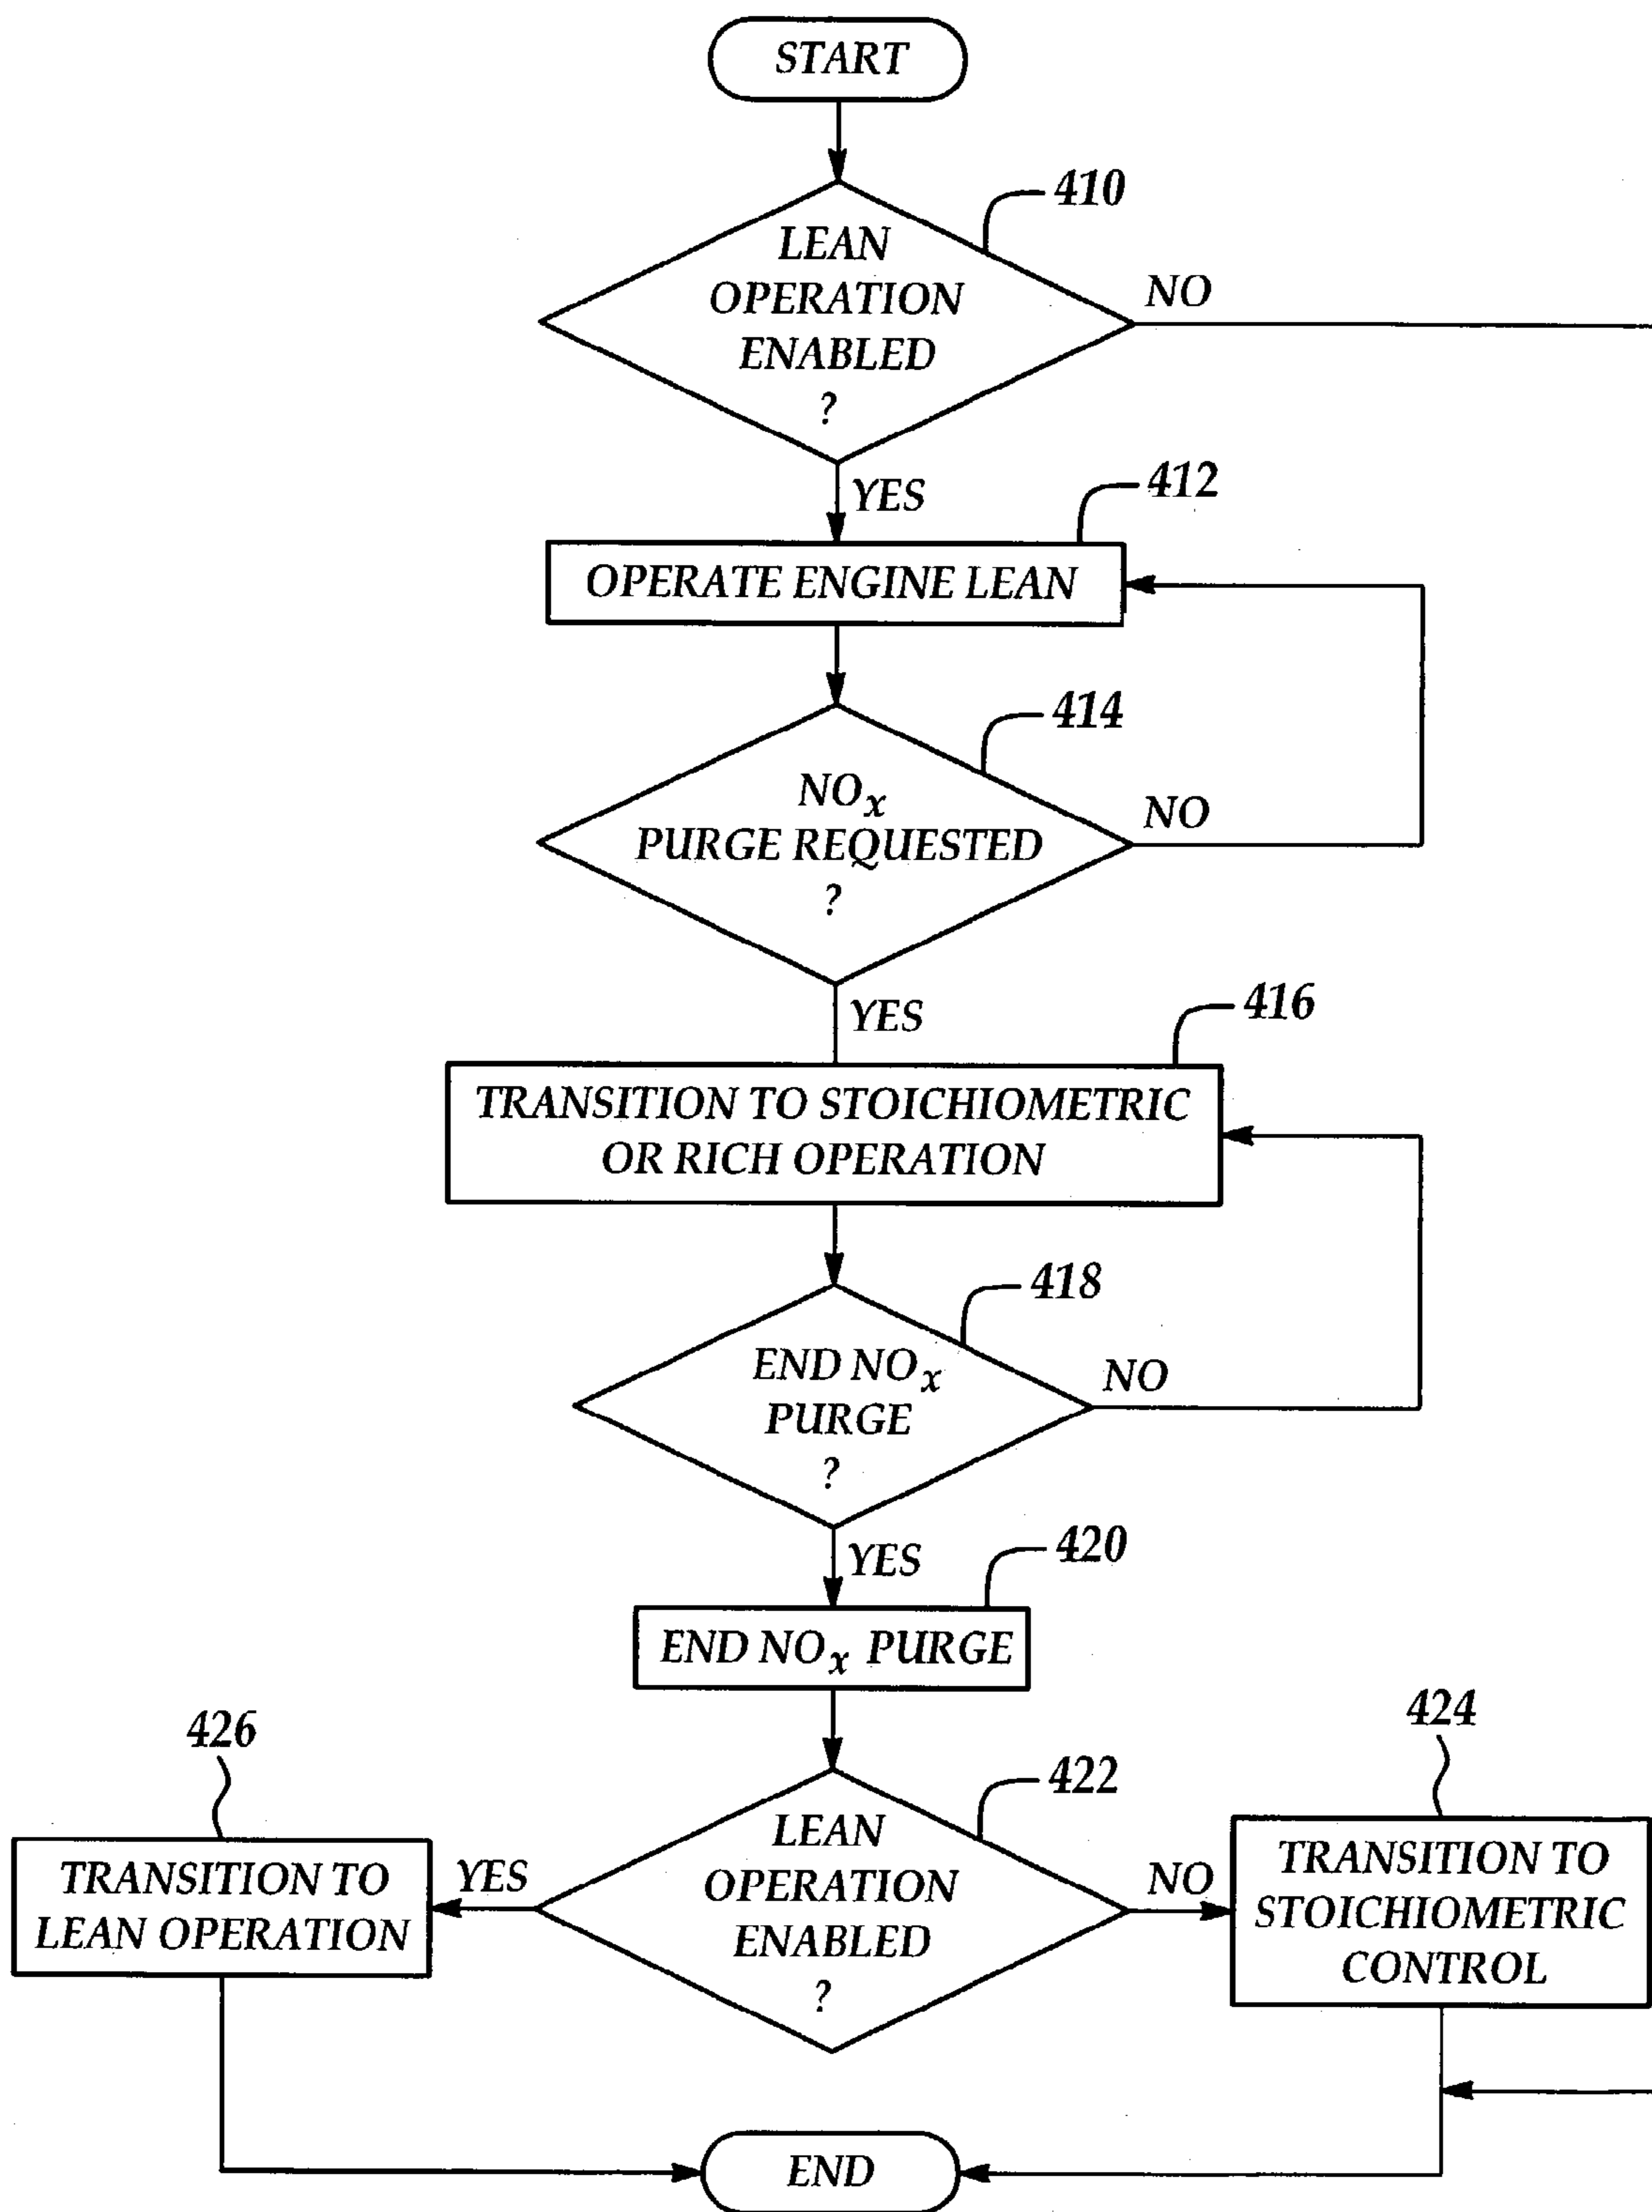 START
410
LEAN
OPERATION
ENABLED
?
NO
YES
412
OPERATE ENGINE LEAN
414
NOx
PURGE REQUESTED
?
NO
YES
416
TRANSITION TO STOICHIOMETRIC
OR RICH OPERATION
418
END NOx
PURGE
?
NO
YES
420
END NOx PURGE
426
424
422
LEAN
OPERATION
ENABLED
?
YES
NO
TRANSITION TO
LEAN OPERATION
TRANSITION TO
STOICHIOMETRIC
CONTROL
END